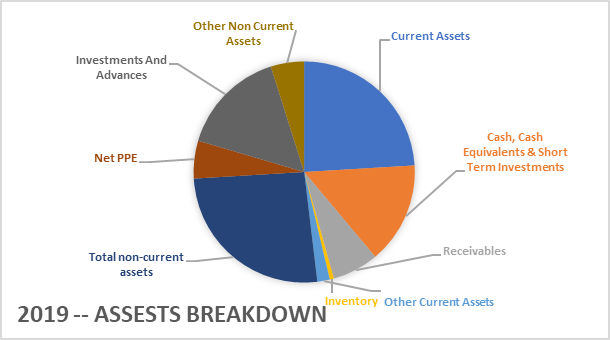 Other Non Current
Assets
Current Assets
Investments And
Advances
Cash, Cash
Equivalents & Short
Term Investments
Net PPE
Receivables
Total non-current
assets
Inventory
Other Current Assets
2019 -- ASSESTS BREAKDOWN